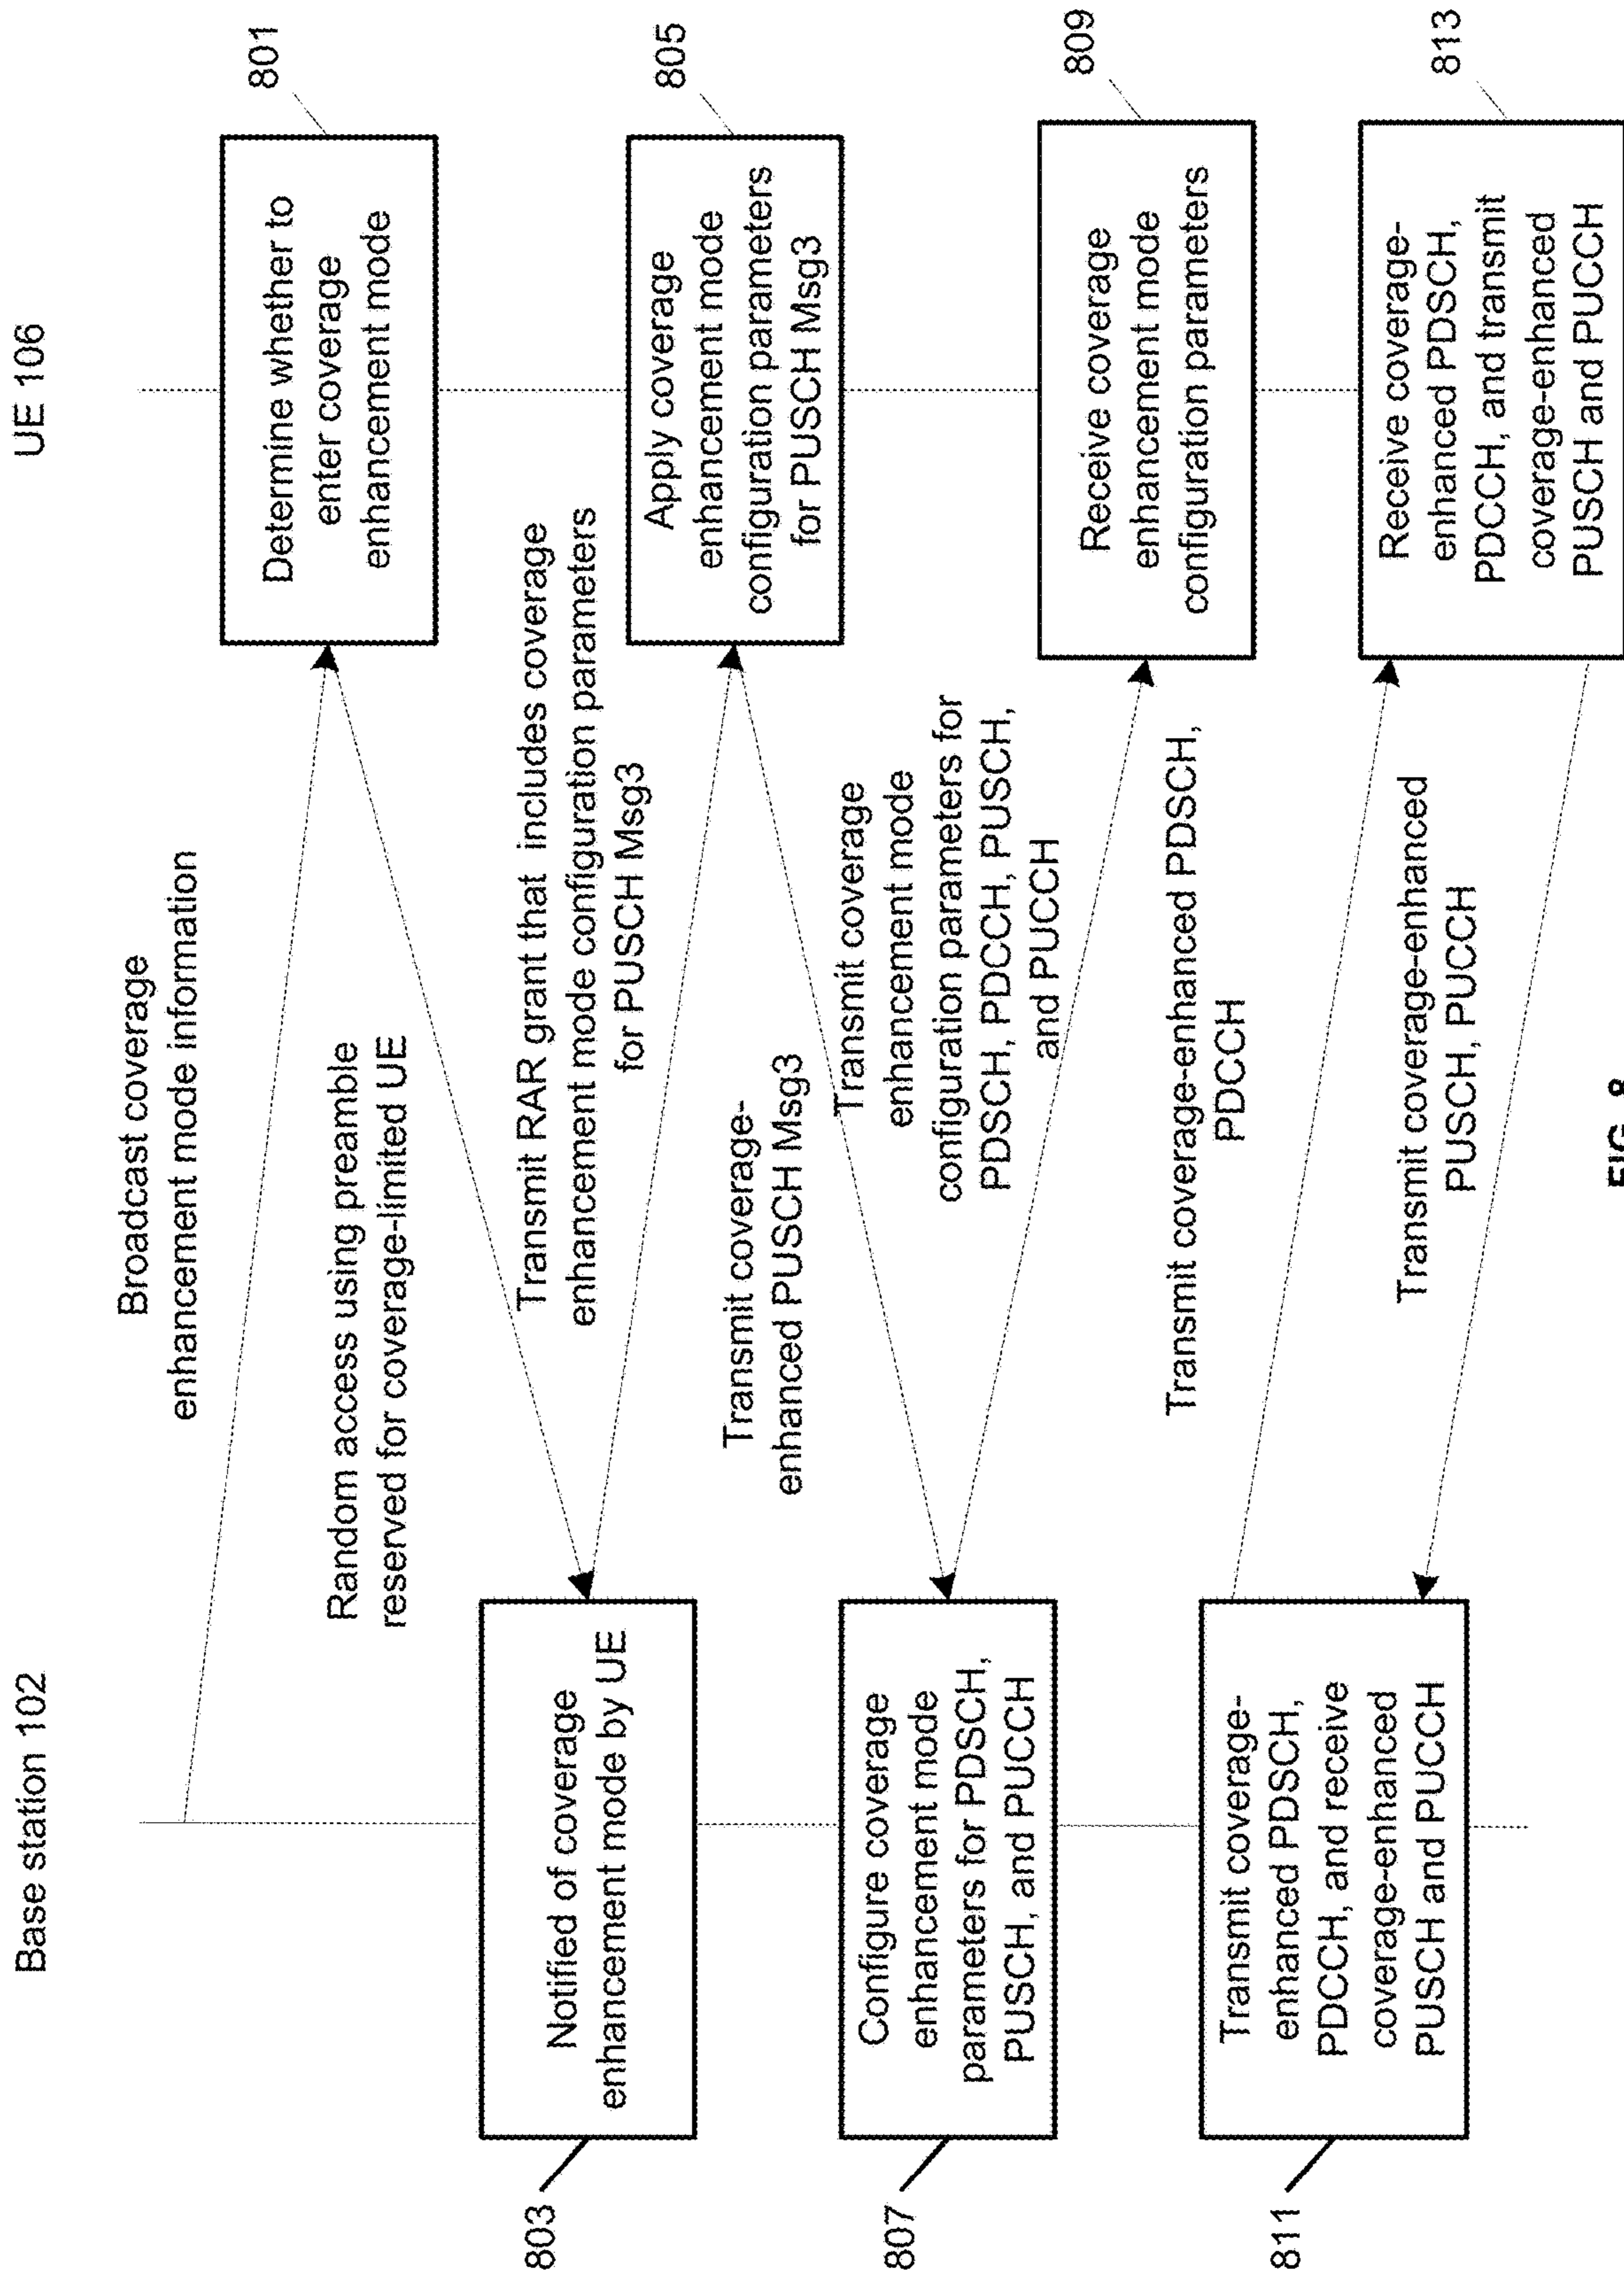 Base station 102
UE 106
Broadcast coverage
enhancement mode information
801
Determine whether to
enter coverage
enhancement mode
Random access using preamble
reserved for coverage-limited UE
803
Notified of coverage
enhancement mode by UE
Transmit RAR grant that includes coverage
enhancement mode configuration parameters
for PUSCH Msg3
805
Apply coverage
enhancement mode
configuration parameters
for PUSCH Msg3
Transmit coverage-
enhanced PUSCH Msg3
807
Configure coverage
enhancement mode
parameters for PDSCH,
PUSCH, and PUCCH
Transmit coverage
enhancement mode
configuration parameters for
PDSCH, PDCCH, PUSCH,
and PUCCH
809
Receive coverage
enhancement mode
configuration parameters
Transmit coverage-enhanced PDSCH,
PDCCH
811
Transmit coverage-
enhanced PDSCH,
PDCCH, and receive
coverage-enhanced
PUSCH and PUCCH
813
Receive coverage-
enhanced PDSCH,
PDCCH, and transmit
coverage-enhanced
PUSCH and PUCCH
Transmit coverage-enhanced
PUSCH, PUCCH
FIG. 8